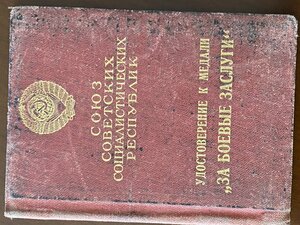 СОЮЗ
СОВЕТСКИХ
СОЦИАЛИСТИЧЕСКИХ
РЕСПУБЛИК
УДОСТОВЕРЕНИЕ К МЕДАЛИ
„ЗА БОЕВЫЕ ЗАСЛУГИ“